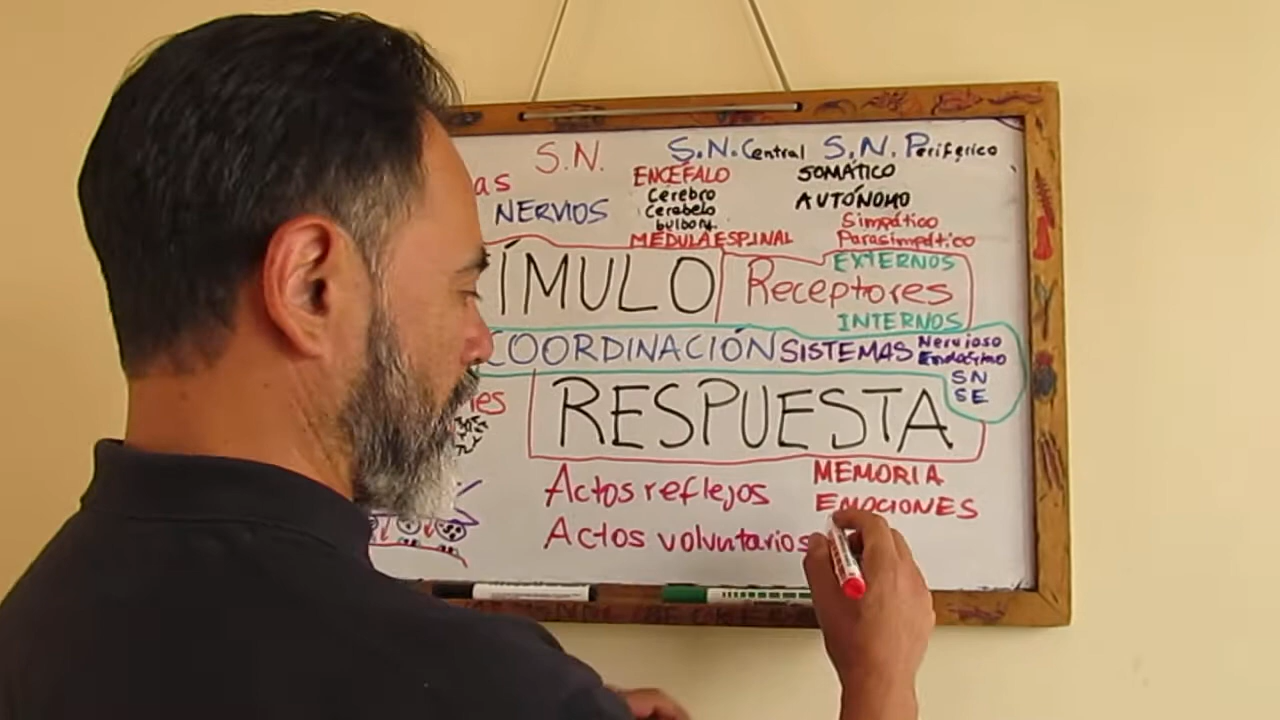 S.N. S.N.Central S.N.Periférico
as
NERVIOS
ENCÉFALO
Cerebro
Cerebelo
MÉDULA ESPINAL
SOMÁTICO
AUTÓNOMO
Simpático
Parasimpático
ÍMULO
EXTERNOS
Receptores
INTERNOS
COORDINACIÓN SISTEMAS Nervioso
Endocrino
SN
SE
es
RESPUESTA
Actos reflejos
Actos voluntarios
MEMORIA
EMOCIONES